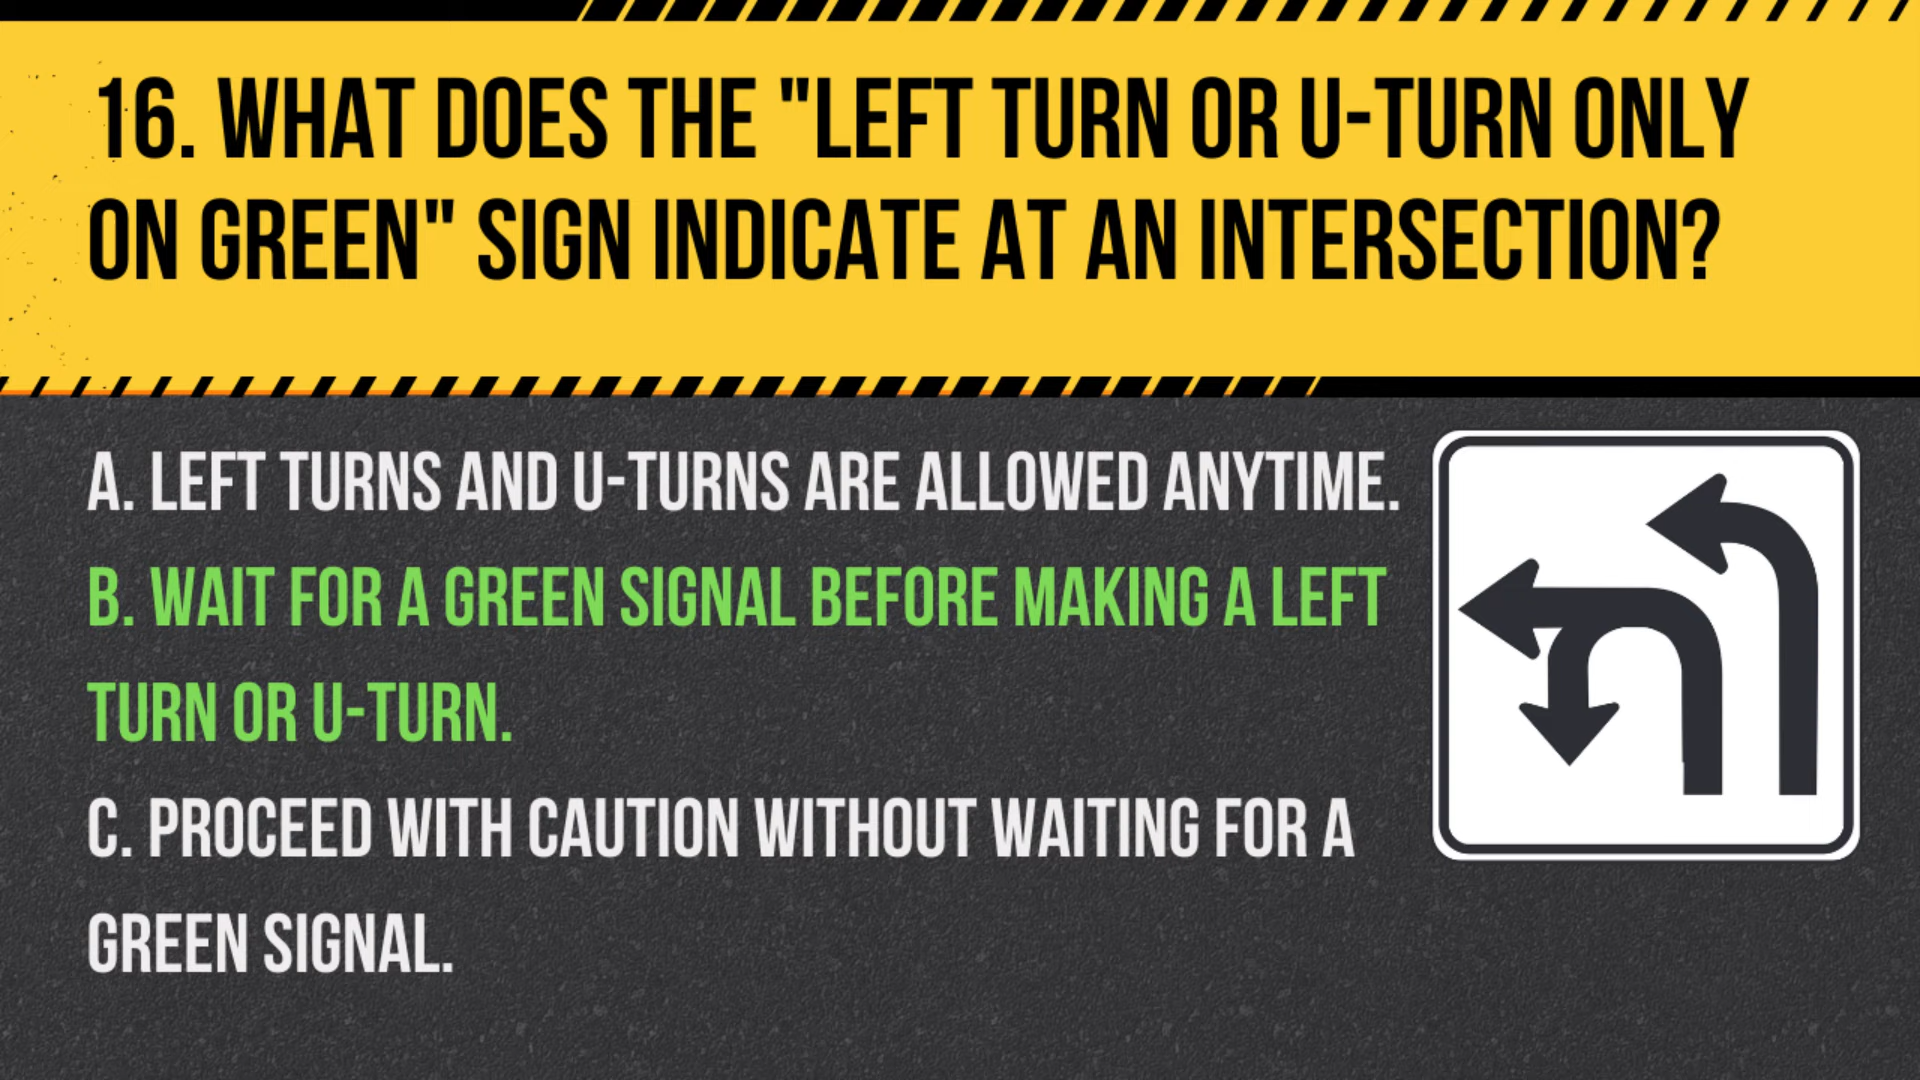 16. WHAT DOES THE "LEFT TURN OR U-TURN ONLY
ON GREEN" SIGN INDICATE AT AN INTERSECTION?
A. LEFT TURNS AND U-TURNS ARE ALLOWED ANYTIME.
B. WAIT FOR A GREEN SIGNAL BEFORE MAKING A LEFT
TURN OR U-TURN.
C. PROCEED WITH CAUTION WITHOUT WAITING FOR A
GREEN SIGNAL.